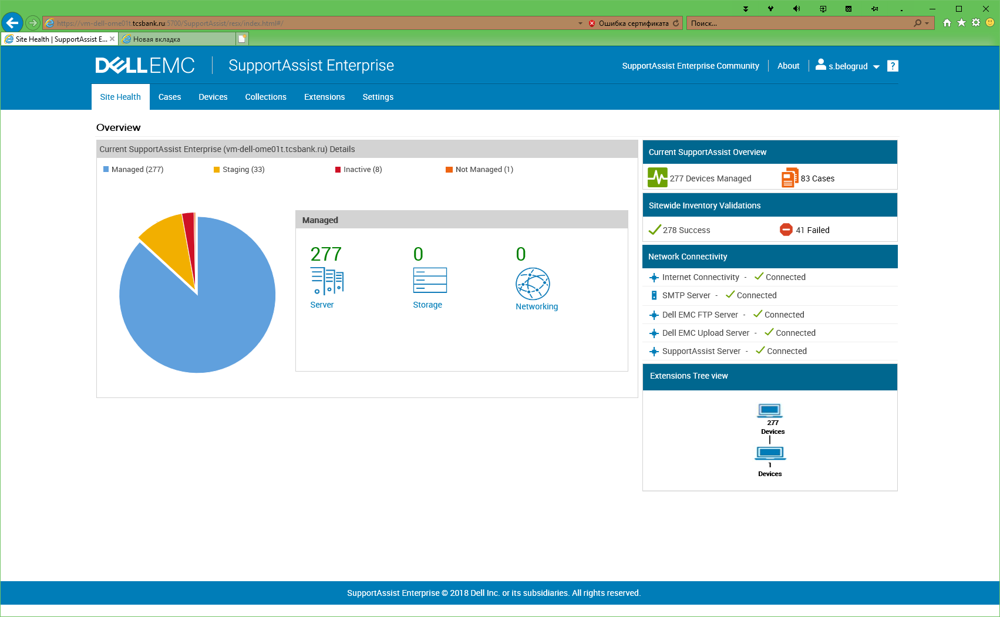 https://vm-dell-ome01t.tcsbank.ru:5700/SupportAssist/resx/index.html#/
Ошибка сертификата
Поиск...
Site Health | SupportAssist E...
Новая вкладка
DELLEMC
SupportAssist Enterprise
SupportAssist Enterprise Community
About
s.belogrud
?
Site Health
Cases
Devices
Collections
Extensions
Settings
Overview
Current SupportAssist Enterprise (vm-dell-ome01t.tcsbank.ru) Details
Managed (277)
Staging (33)
Inactive (8)
Not Managed (1)
Managed
277
0
0
Server
Storage
Networking
Current SupportAssist Overview
277 Devices Managed
83 Cases
Sitewide Inventory Validations
278 Success
41 Failed
Network Connectivity
Internet Connectivity - Connected
SMTP Server - Connected
Dell EMC FTP Server - Connected
Dell EMC Upload Server - Connected
SupportAssist Server - Connected
Extensions Tree view
277
Devices
1
Devices
SupportAssist Enterprise © 2018 Dell Inc. or its subsidiaries. All rights reserved.